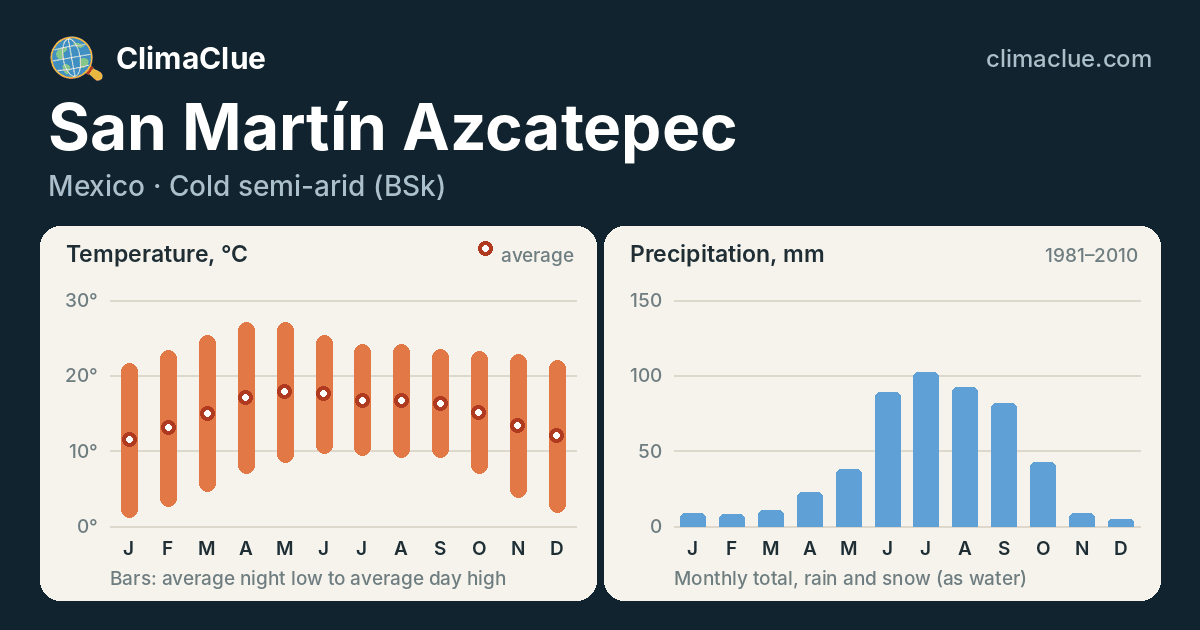 ClimaClue
climaclue.com
San Martín Azcatepec
Mexico · Cold semi-arid (BSk)
Temperature, °C
average
30°
20°
10°
0°
J F M A M J J A S O N D
Bars: average night low to average day high
Precipitation, mm
1981–2010
150
100
50
0
J F M A M J J A S O N D
Monthly total, rain and snow (as water)